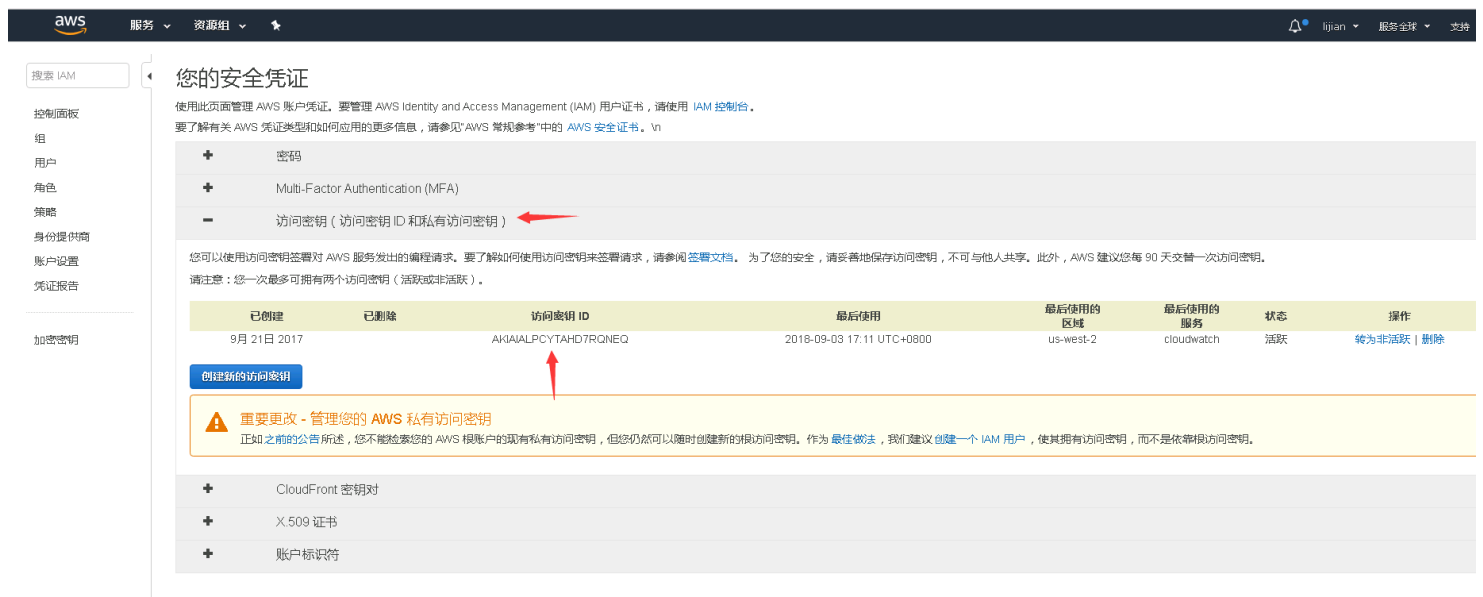 aws 服务 资源组 lijian 服务全球 支持
搜索 IAM
控制面板
组
用户
角色
策略
身份提供商
账户设置
凭证报告
加密密钥
您的安全凭证
使用此页面管理 AWS 账户凭证。要管理 AWS Identity and Access Management (IAM) 用户证书，请使用 IAM 控制台。
要了解有关 AWS 凭证类型和如何应用的更多信息，请参见"AWS 常规参考"中的 AWS 安全证书。\n
密码
Multi-Factor Authentication (MFA)
访问密钥（访问密钥 ID 和私有访问密钥）
您可以使用访问密钥签署对 AWS 服务发出的编程请求。要了解如何使用访问密钥来签署请求，请参阅签署文档。 为了您的安全，请妥善地保存访问密钥，不可与他人共享。此外，AWS 建议您每 90 天交替一次访问密钥。
请注意：您一次最多可拥有两个访问密钥（活跃或非活跃）。
已创建 已删除 访问密钥 ID 最后使用 最后使用的区域 最后使用的服务 状态 操作
9月 21日 2017 AKIAIALPCYTAHD7RQNEQ 2018-09-03 17:11 UTC+0800 us-west-2 cloudwatch 活跃 转为非活跃 | 删除
创建新的访问密钥
重要更改 - 管理您的 AWS 私有访问密钥
正如之前的公告所述，您不能检索您的 AWS 根账户的现有私有访问密钥，但您仍然可以随时创建新的根访问密钥。作为 最佳做法 ，我们建议 创建一个 IAM 用户 ，使其拥有访问密钥，而不是依靠根访问密钥。
CloudFront 密钥对
X.509 证书
账户标识符